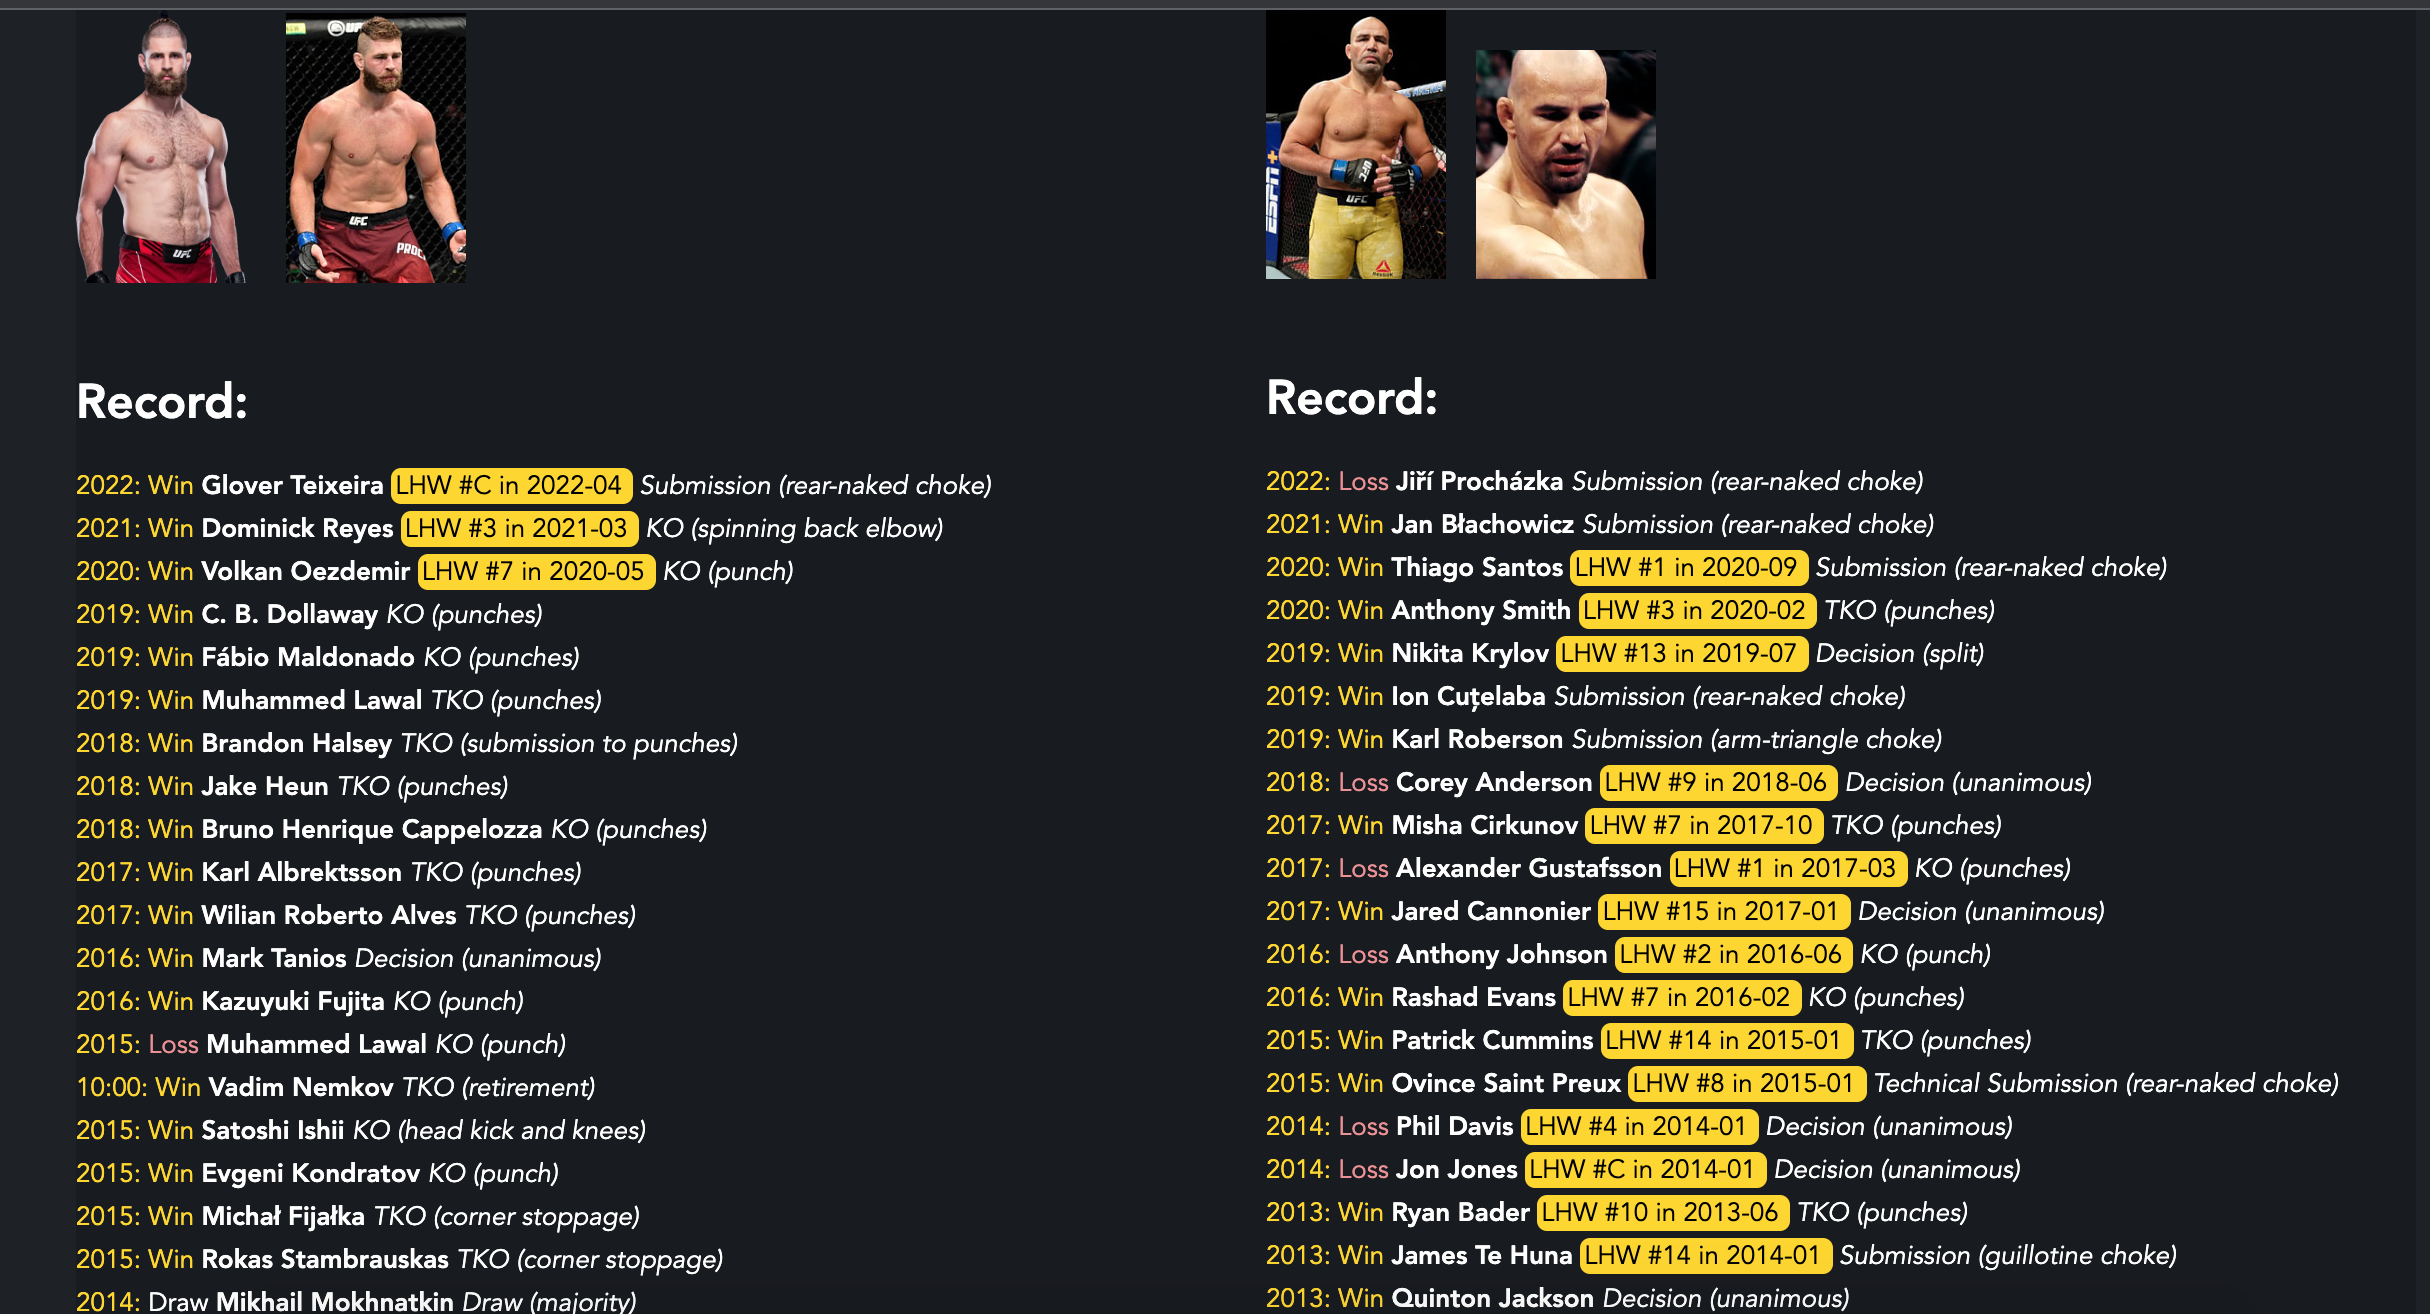 Record:
2022: Win Glover Teixeira LHW #C in 2022-04 Submission (rear-naked choke)
2021: Win Dominick Reyes LHW #3 in 2021-03 KO (spinning back elbow)
2020: Win Volkan Oezdemir LHW #7 in 2020-05 KO (punch)
2019: Win C. B. Dollaway KO (punches)
2019: Win Fábio Maldonado KO (punches)
2019: Win Muhammed Lawal TKO (punches)
2018: Win Brandon Halsey TKO (submission to punches)
2018: Win Jake Heun TKO (punches)
2018: Win Bruno Henrique Cappelozza KO (punches)
2017: Win Karl Albrektsson TKO (punches)
2017: Win Wilian Roberto Alves TKO (punches)
2016: Win Mark Tanios Decision (unanimous)
2016: Win Kazuyuki Fujita KO (punch)
2015: Loss Muhammed Lawal KO (punch)
10:00: Win Vadim Nemkov TKO (retirement)
2015: Win Satoshi Ishii KO (head kick and knees)
2015: Win Evgeni Kondratov KO (punch)
2015: Win Michał Fijałka TKO (corner stoppage)
2015: Win Rokas Stambrauskas TKO (corner stoppage)
2014: Draw Mikhail Mokhnatkin Draw (majority)
Record:
2022: Loss Jiří Procházka Submission (rear-naked choke)
2021: Win Jan Błachowicz Submission (rear-naked choke)
2020: Win Thiago Santos LHW #1 in 2020-09 Submission (rear-naked choke)
2020: Win Anthony Smith LHW #3 in 2020-02 TKO (punches)
2019: Win Nikita Krylov LHW #13 in 2019-07 Decision (split)
2019: Win Ion Cuțelaba Submission (rear-naked choke)
2019: Win Karl Roberson Submission (arm-triangle choke)
2018: Loss Corey Anderson LHW #9 in 2018-06 Decision (unanimous)
2017: Win Misha Cirkunov LHW #7 in 2017-10 TKO (punches)
2017: Loss Alexander Gustafsson LHW #1 in 2017-03 KO (punches)
2017: Win Jared Cannonier LHW #15 in 2017-01 Decision (unanimous)
2016: Loss Anthony Johnson LHW #2 in 2016-06 KO (punch)
2016: Win Rashad Evans LHW #7 in 2016-02 KO (punches)
2015: Win Patrick Cummins LHW #14 in 2015-01 TKO (punches)
2015: Win Ovince Saint Preux LHW #8 in 2015-01 Technical Submission (rear-naked choke)
2014: Loss Phil Davis LHW #4 in 2014-01 Decision (unanimous)
2014: Loss Jon Jones LHW #C in 2014-01 Decision (unanimous)
2013: Win Ryan Bader LHW #10 in 2013-06 TKO (punches)
2013: Win James Te Huna LHW #14 in 2014-01 Submission (guillotine choke)
2013: Win Quinton Jackson Decision (unanimous)
UFC
UFC
UFC
PROC
ESPN+
UFC
UFC
UFC
Reebok